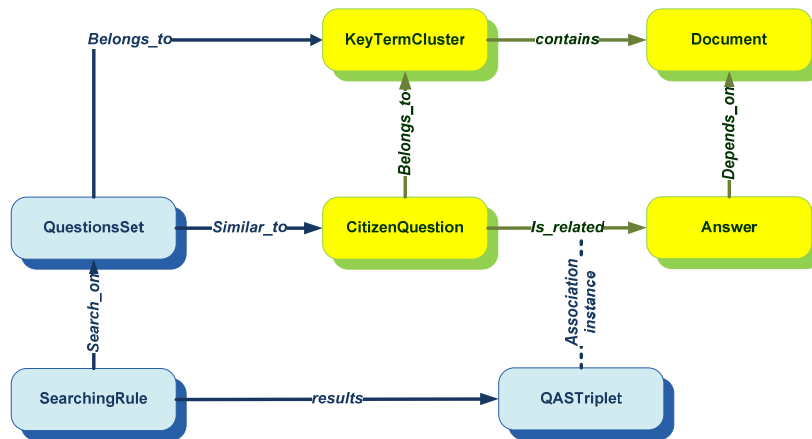 Belongs_to
KeyTermCluster
contains
Document
Belongs_to
Depends_on
QuestionsSet
Similar_to
CitizenQuestion
Is_related
Answer
Search_on
Association
instance
SearchingRule
results
QASTriplet